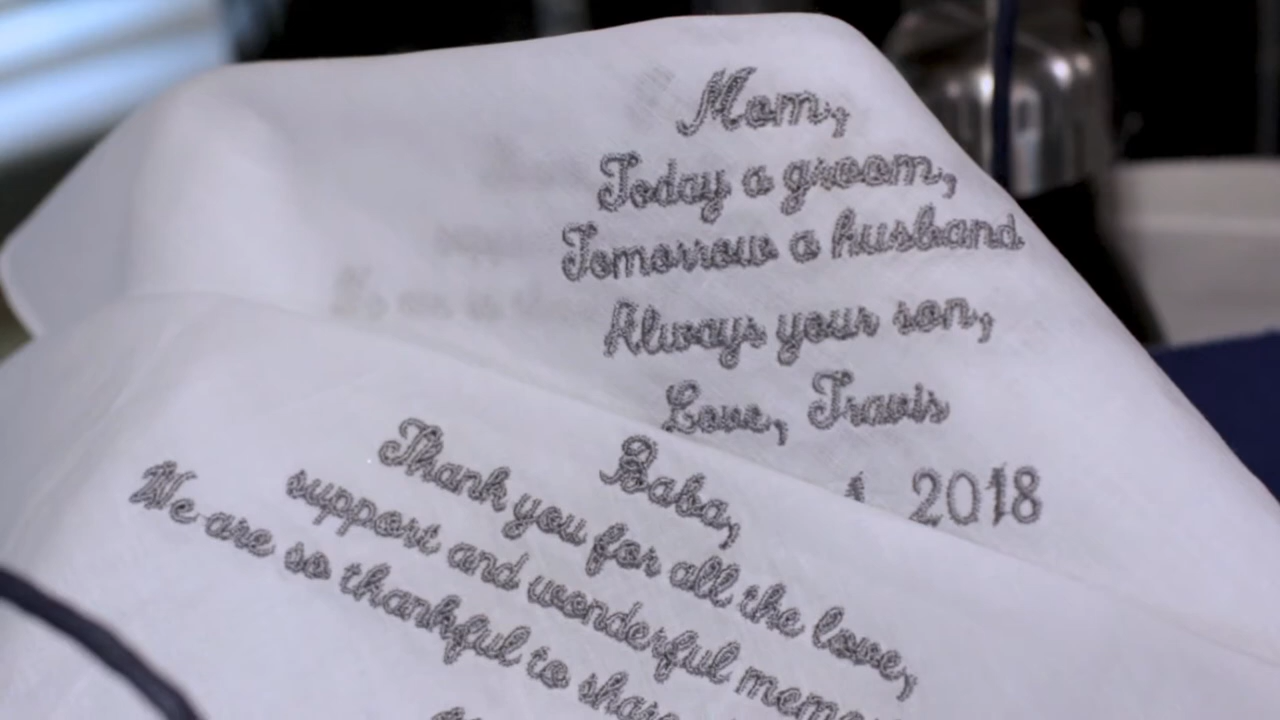 Mom,
Today a groom,
Tomorrow a husband
Always your son,
Love, Travis
2018
Baba,
Thank you for all the love,
support and wonderful
We are so thankful to